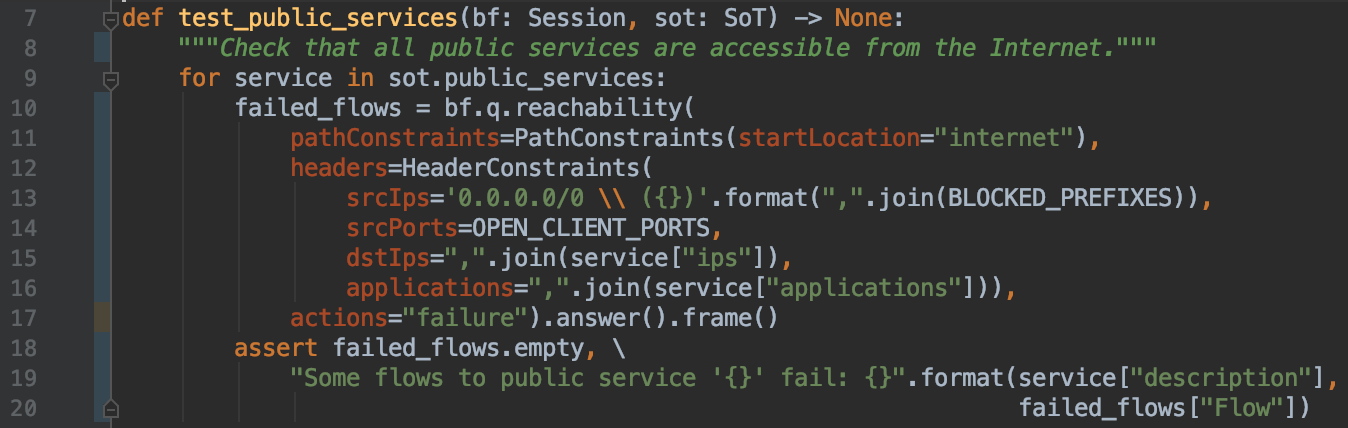 7 def test_public_services(bf: Session, sot: SoT) -> None:
8     """Check that all public services are accessible from the Internet."""
9     for service in sot.public_services:
10         failed_flows = bf.q.reachability(
11             pathConstraints=PathConstraints(startLocation="internet"),
12             headers=HeaderConstraints(
13                 srcIps='0.0.0.0/0 \\ ({})'.format(",".join(BLOCKED_PREFIXES)),
14                 srcPorts=OPEN_CLIENT_PORTS,
15                 dstIps=",".join(service["ips"]),
16                 applications=",".join(service["applications"])),
17             actions="failure").answer().frame()
18         assert failed_flows.empty, \
19             "Some flows to public service '{}' fail: {}".format(service["description"],
20                                                                 failed_flows["Flow"])